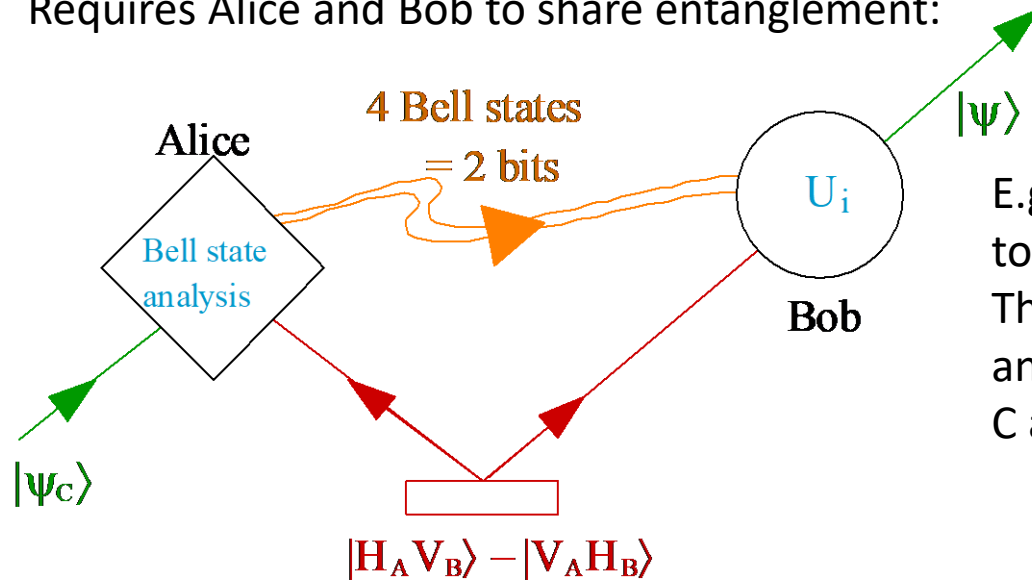 Requires Alice and Bob to share entanglement:
4 Bell states
= 2 bits
Alice
Bell state
analysis
U_i
Bob
|ψ⟩
|ψ_C⟩
|H_A V_B⟩ – |V_A H_B⟩
E.g
to
Th
an
C a